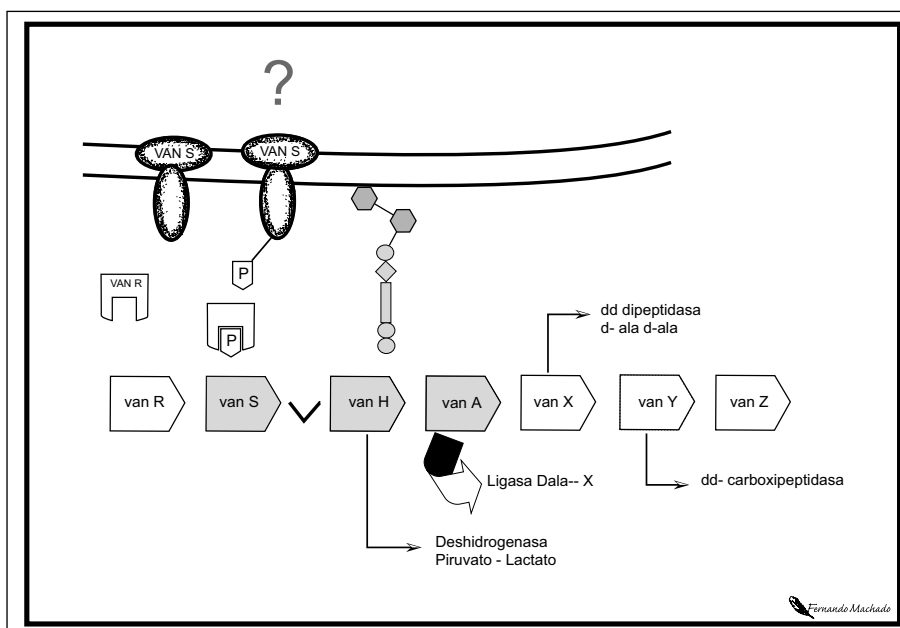 ?
VAN S
VAN S
P
VAN R
P
dd dipeptidasa
d- ala d-ala
van R
van S
van H
van A
van X
van Y
van Z
Ligasa Dala-- X
dd- carboxipeptidasa
Deshidrogenasa
Piruvato - Lactato
Fernando Machado